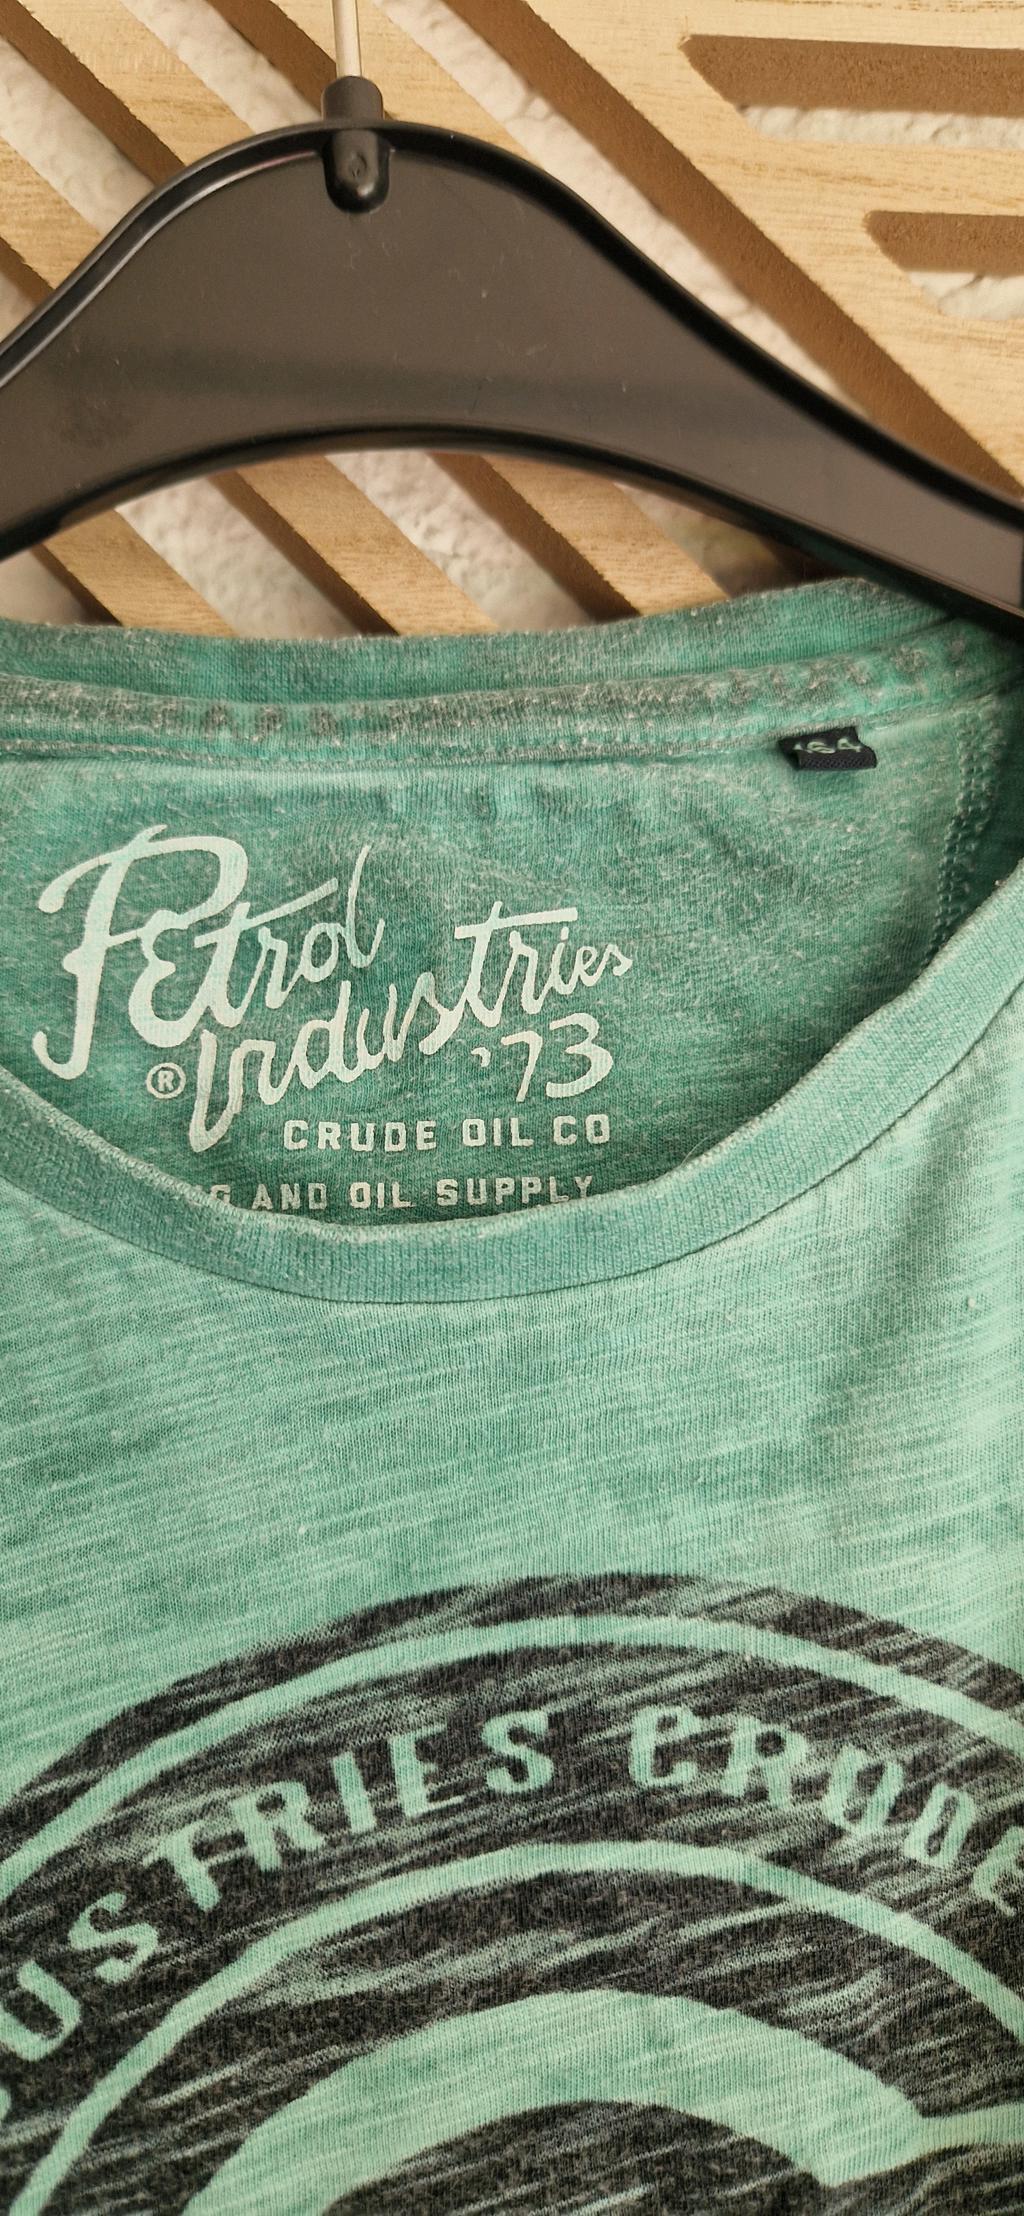 164
Petrol
Industries
®
'73
CRUDE OIL CO
AND OIL SUPPLY
USTRIES CRUDE